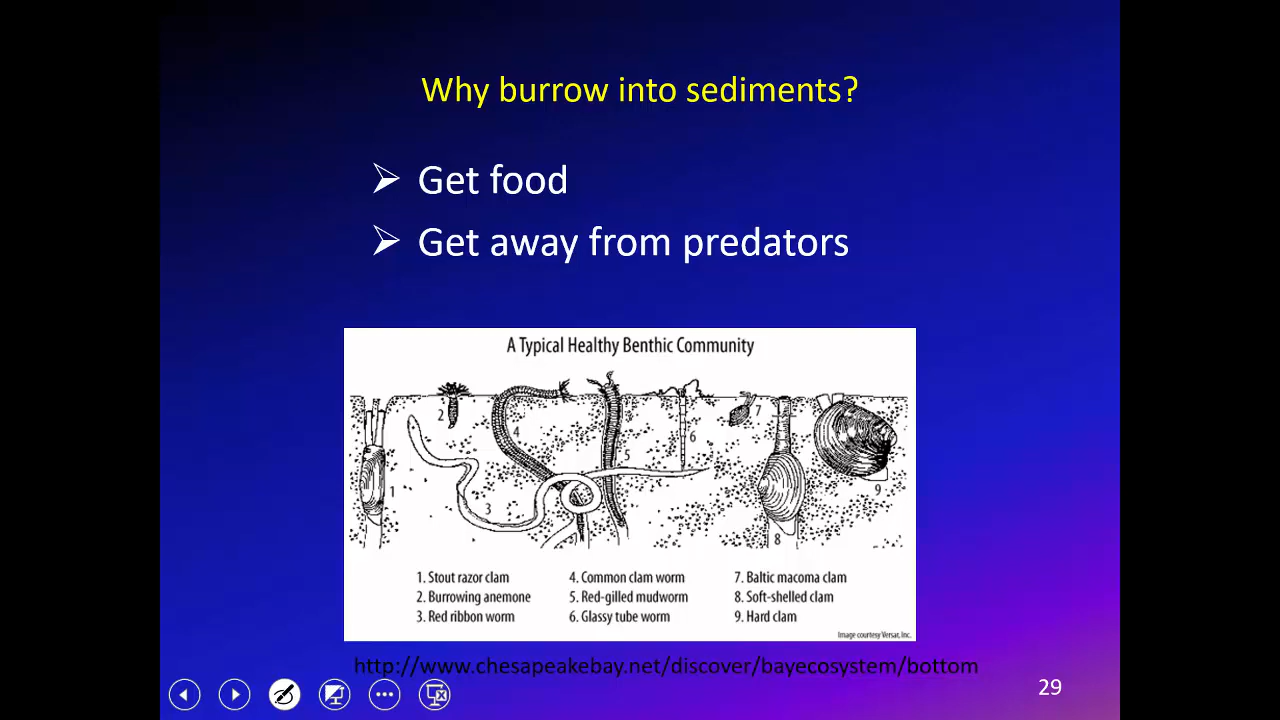 Why burrow into sediments?
Get food
Get away from predators
A Typical Healthy Benthic Community
2
7
4
6
5
1
9
3
8
1. Stout razor clam
2. Burrowing anemone
3. Red ribbon worm
4. Common clam worm
5. Red-gilled mudworm
6. Glassy tube worm
7. Baltic macoma clam
8. Soft-shelled clam
9. Hard clam
Image courtesy Versar, Inc.
http://www.chesapeakebay.net/discover/bayecosystem/bottom
29